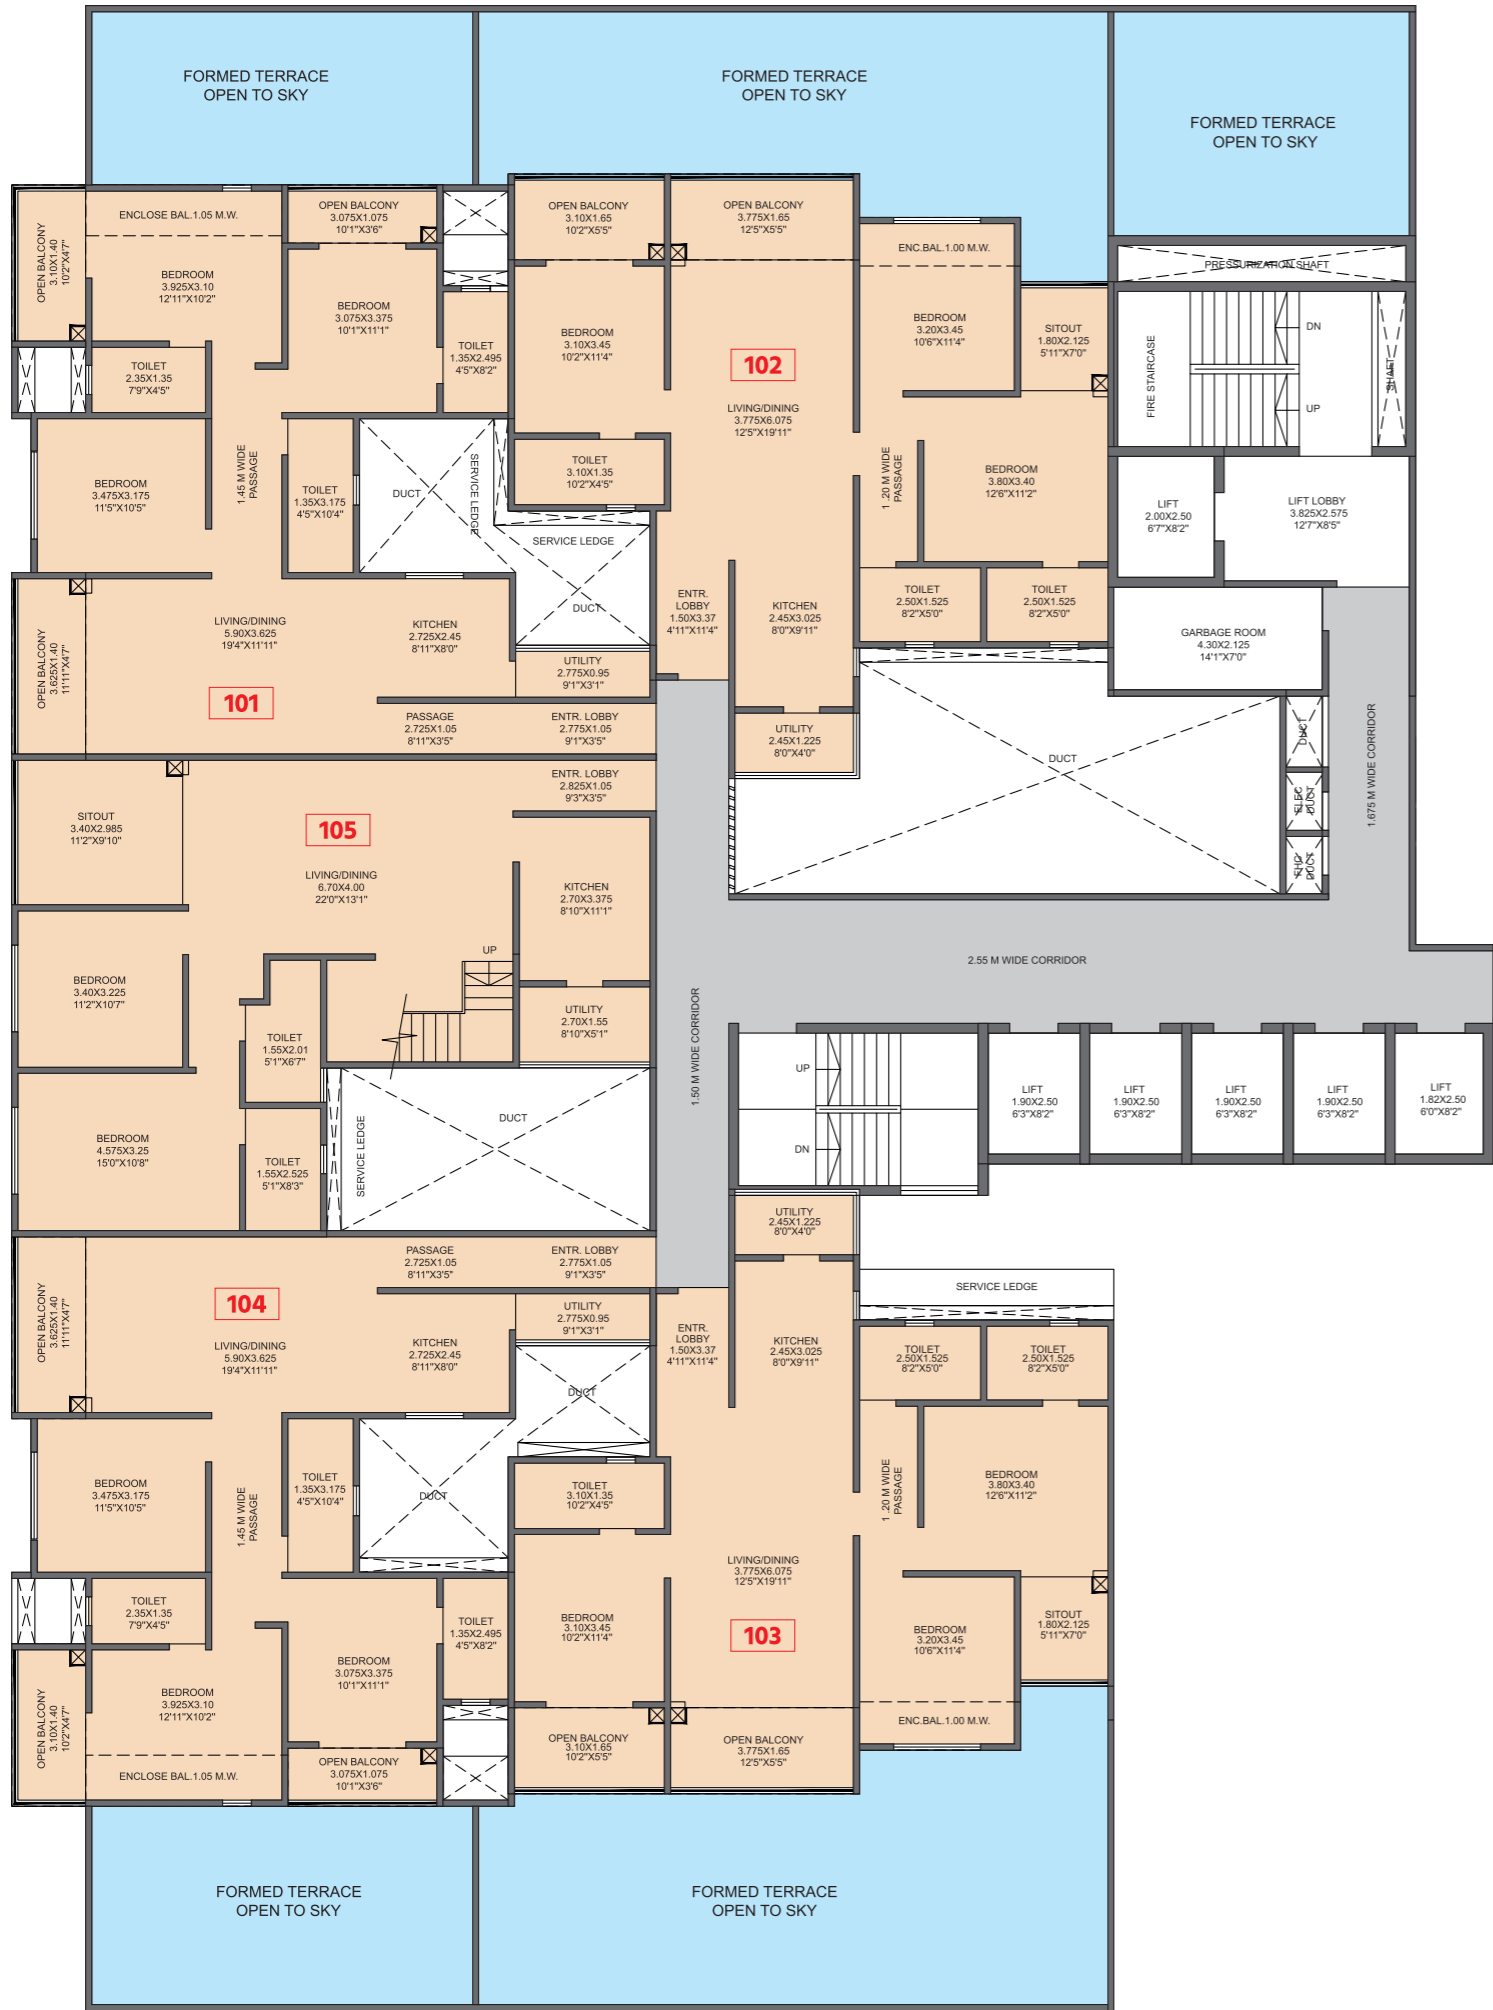 FORMED TERRACE
OPEN TO SKY
FORMED TERRACE
OPEN TO SKY
FORMED TERRACE
OPEN TO SKY
OPEN BALCONY
3.10X1.40
10'2"X4'7"
ENCLOSE BAL.1.05 M.W.
BEDROOM
3.925X3.10
12'11"X10'2"
OPEN BALCONY
3.075X1.075
10'1"X3'6"
BEDROOM
3.075X3.375
10'1"X11'1"
TOILET
1.35X2.495
4'5"X8'2"
TOILET
2.35X1.35
7'9"X4'5"
BEDROOM
3.475X3.175
11'5"X10'5"
1.45 M WIDE
PASSAGE
TOILET
1.35X3.175
4'5"X10'4"
DUCT
SERVICE LEDGE
SERVICE LEDGE
DUCT
OPEN BALCONY
3.625X1.40
11'11"X4'7"
LIVING/DINING
5.90X3.625
19'4"X11'11"
KITCHEN
2.725X2.45
8'11"X8'0"
UTILITY
2.775X0.95
9'1"X3'1"
101
PASSAGE
2.725X1.05
8'11"X3'5"
ENTR. LOBBY
2.775X1.05
9'1"X3'5"
OPEN BALCONY
3.10X1.65
10'2"X5'5"
OPEN BALCONY
3.775X1.65
12'5"X5'5"
ENC.BAL.1.00 M.W.
BEDROOM
3.10X3.45
10'2"X11'4"
102
LIVING/DINING
3.775X6.075
12'5"X19'11"
BEDROOM
3.20X3.45
10'6"X11'4"
SITOUT
1.80X2.125
5'11"X7'0"
TOILET
3.10X1.35
10'2"X4'5"
1 .20 M WIDE
PASSAGE
BEDROOM
3.80X3.40
12'6"X11'2"
ENTR.
LOBBY
1.50X3.37
4'11"X11'4"
KITCHEN
2.45X3.025
8'0"X9'11"
TOILET
2.50X1.525
8'2"X5'0"
TOILET
2.50X1.525
8'2"X5'0"
UTILITY
2.45X1.225
8'0"X4'0"
DUCT
PRESSURIZATION SHAFT
FIRE STAIRCASE
DN
UP
SHAFT
LIFT
2.00X2.50
6'7"X8'2"
LIFT LOBBY
3.825X2.575
12'7"X8'5"
GARBAGE ROOM
4.30X2.125
14'1"X7'0"
DUCT
ELEC
DUCT
FHC
DUCT
1.675 M WIDE CORRIDOR
SITOUT
3.40X2.985
11'2"X9'10"
105
ENTR. LOBBY
2.825X1.05
9'3"X3'5"
LIVING/DINING
6.70X4.00
22'0"X13'1"
KITCHEN
2.70X3.375
8'10"X11'1"
UP
BEDROOM
3.40X3.225
11'2"X10'7"
TOILET
1.55X2.01
5'1"X6'7"
UTILITY
2.70X1.55
8'10"X5'1"
BEDROOM
4.575X3.25
15'0"X10'8"
TOILET
1.55X2.525
5'1"X8'3"
SERVICE LEDGE
DUCT
1.50 M WIDE CORRIDOR
2.55 M WIDE CORRIDOR
UP
DN
LIFT
1.90X2.50
6'3"X8'2"
LIFT
1.90X2.50
6'3"X8'2"
LIFT
1.90X2.50
6'3"X8'2"
LIFT
1.90X2.50
6'3"X8'2"
LIFT
1.82X2.50
6'0"X8'2"
OPEN BALCONY
3.625X1.40
11'11"X4'7"
104
LIVING/DINING
5.90X3.625
19'4"X11'11"
PASSAGE
2.725X1.05
8'11"X3'5"
ENTR. LOBBY
2.775X1.05
9'1"X3'5"
KITCHEN
2.725X2.45
8'11"X8'0"
UTILITY
2.775X0.95
9'1"X3'1"
DUCT
BEDROOM
3.475X3.175
11'5"X10'5"
1.45 M WIDE
PASSAGE
TOILET
1.35X3.175
4'5"X10'4"
DUCT
TOILET
2.35X1.35
7'9"X4'5"
OPEN BALCONY
3.10X1.40
10'2"X4'7"
BEDROOM
3.925X3.10
12'11"X10'2"
ENCLOSE BAL.1.05 M.W.
BEDROOM
3.075X3.375
10'1"X11'1"
TOILET
1.35X2.495
4'5"X8'2"
OPEN BALCONY
3.075X1.075
10'1"X3'6"
UTILITY
2.45X1.225
8'0"X4'0"
SERVICE LEDGE
ENTR.
LOBBY
1.50X3.37
4'11"X11'4"
KITCHEN
2.45X3.025
8'0"X9'11"
TOILET
2.50X1.525
8'2"X5'0"
TOILET
2.50X1.525
8'2"X5'0"
TOILET
3.10X1.35
10'2"X4'5"
1 .20 M WIDE
PASSAGE
BEDROOM
3.80X3.40
12'6"X11'2"
LIVING/DINING
3.775X6.075
12'5"X19'11"
103
BEDROOM
3.10X3.45
10'2"X11'4"
BEDROOM
3.20X3.45
10'6"X11'4"
SITOUT
1.80X2.125
5'11"X7'0"
OPEN BALCONY
3.10X1.65
10'2"X5'5"
OPEN BALCONY
3.775X1.65
12'5"X5'5"
ENC.BAL.1.00 M.W.
FORMED TERRACE
OPEN TO SKY
FORMED TERRACE
OPEN TO SKY